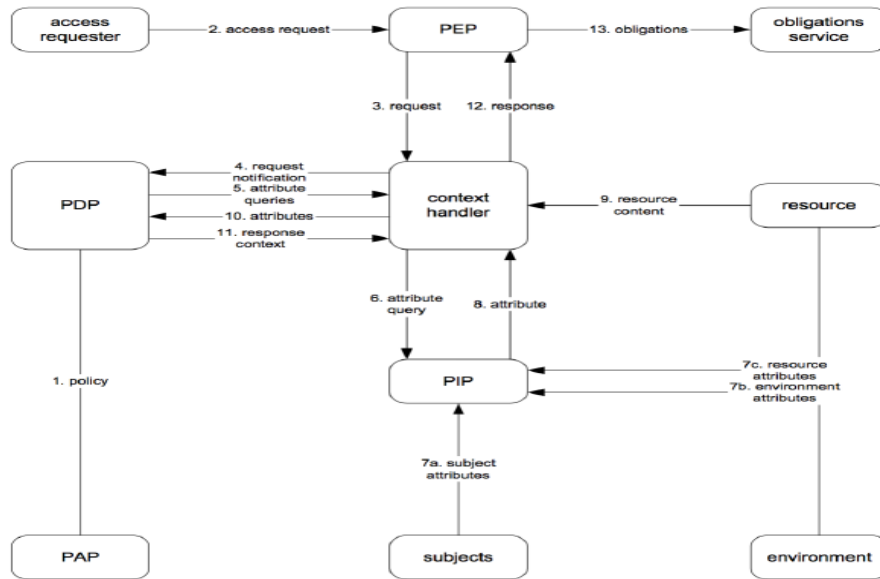 access
requester
2. access request
PEP
13. obligations
obligations
service
3. request
12. response
PDP
4. request
notification
5. attribute
queries
10. attributes
11. response
context
context
handler
9. resource
content
resource
6. attribute
query
8. attribute
1. policy
PIP
7c. resource
attributes
7b. environment
attributes
7a. subject
attributes
PAP
subjects
environment